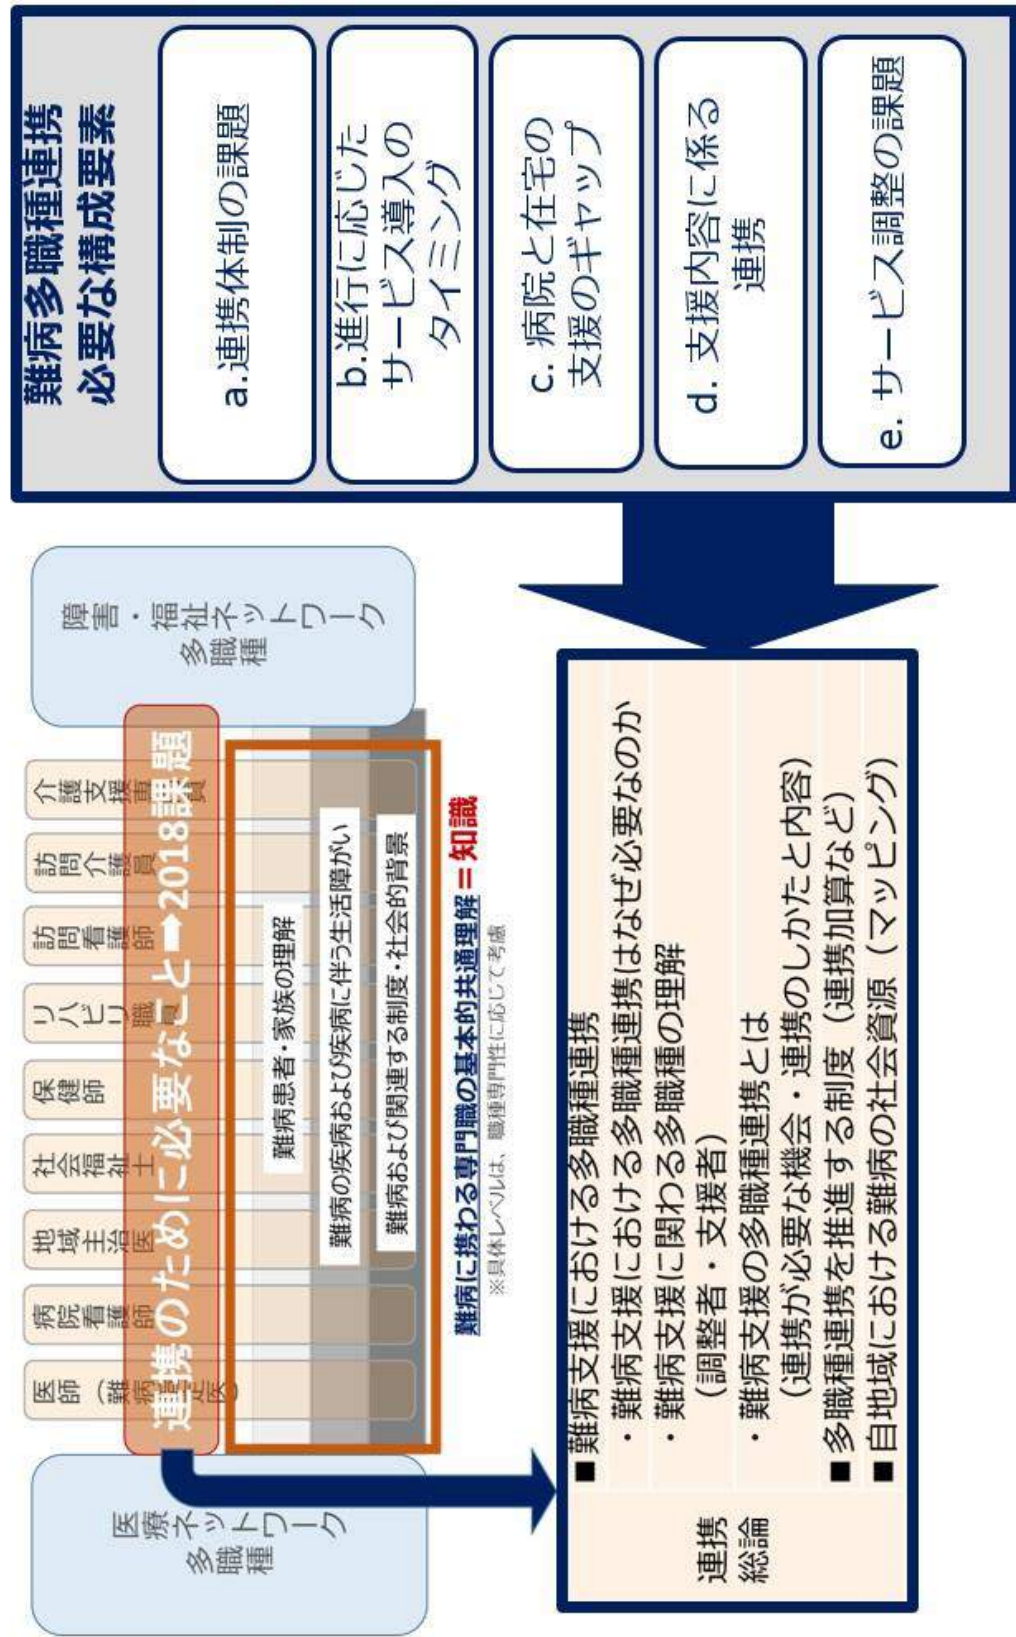 医療ネットワーク
多職種
医師（難病
病院看護師
地域主治医
社会福祉士
保健師
リハビリ職
訪問看護師
訪問介護員
介護支援
障害・福祉ネットワーク
多職種
連携のために必要なこと➡2018課題
難病患者・家族の理解
難病の疾病および疾病に伴う生活障がい
難病および関連する制度・社会的背景
難病に携わる専門職の基本的共通理解＝知識
※具体レベルは、職種専門性に応じて考慮
連携
総論
■難病支援における多職種連携
・難病支援における多職種連携はなぜ必要なのか
・難病支援に関わる多職種の理解
（調整者・支援者）
・難病支援の多職種連携とは
（連携が必要な機会・連携のしかたと内容）
■多職種連携を推進する制度（連携加算など）
■自地域における難病の社会資源（マッピング）
難病多職種連携
必要な構成要素
a.連携体制の課題
b.進行に応じた
サービス導入の
タイミング
c. 病院と在宅の
支援のギャップ
d. 支援内容に係る
連携
e. サービス調整の課題